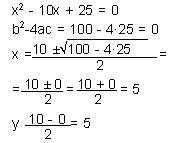 x² - 10x + 25 = 0
b²-4ac = 100 - 4·25 = 0
x = (10 ±√(100 - 4·25))/2 =
= (10 ± 0)/2 = (10 + 0)/2 = 5
y (10 - 0)/2 = 5